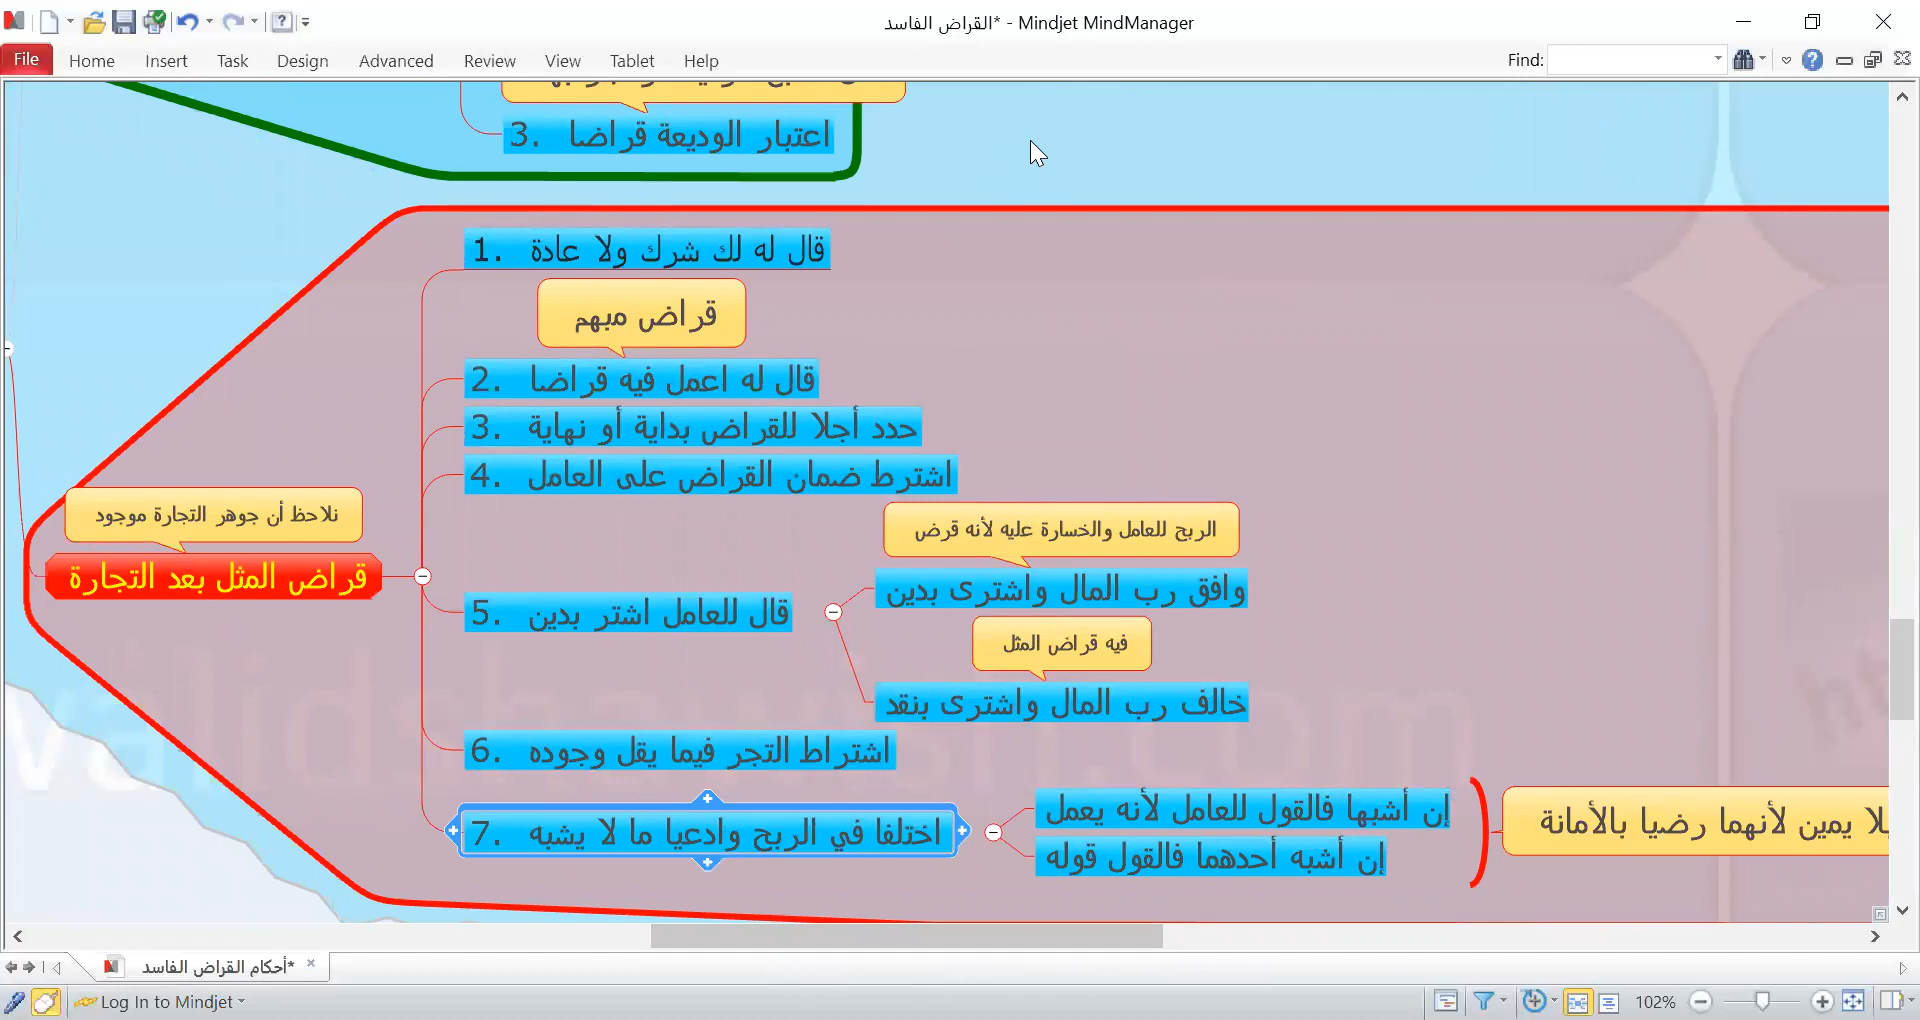 *القراض الفاسد - Mindjet MindManager
File Home Insert Task Design Advanced Review View Tablet Help Find:
3. اعتبار الوديعة قراضا
1. قال له لك شرك ولا عادة
قراض مبهم
2. قال له اعمل فيه قراضا
3. حدد أجلا للقراض بداية أو نهاية
4. اشترط ضمان القراض على العامل
نلاحظ أن جوهر التجارة موجود
قراض المثل بعد التجارة
الربح للعامل والخسارة عليه لأنه قرض
وافق رب المال واشترى بدين
5. قال للعامل اشتر بدين
فيه قراض المثل
خالف رب المال واشترى بنقد
6. اشتراط التجر فيما يقل وجوده
7. اختلفا في الربح وادعيا ما لا يشبه
إن أشبها فالقول للعامل لأنه يعمل
إن أشبه أحدهما فالقول قوله
بلا يمين لأنهما رضيا بالأمانة
*أحكام القراض الفاسد
Log In to Mindjet
102%